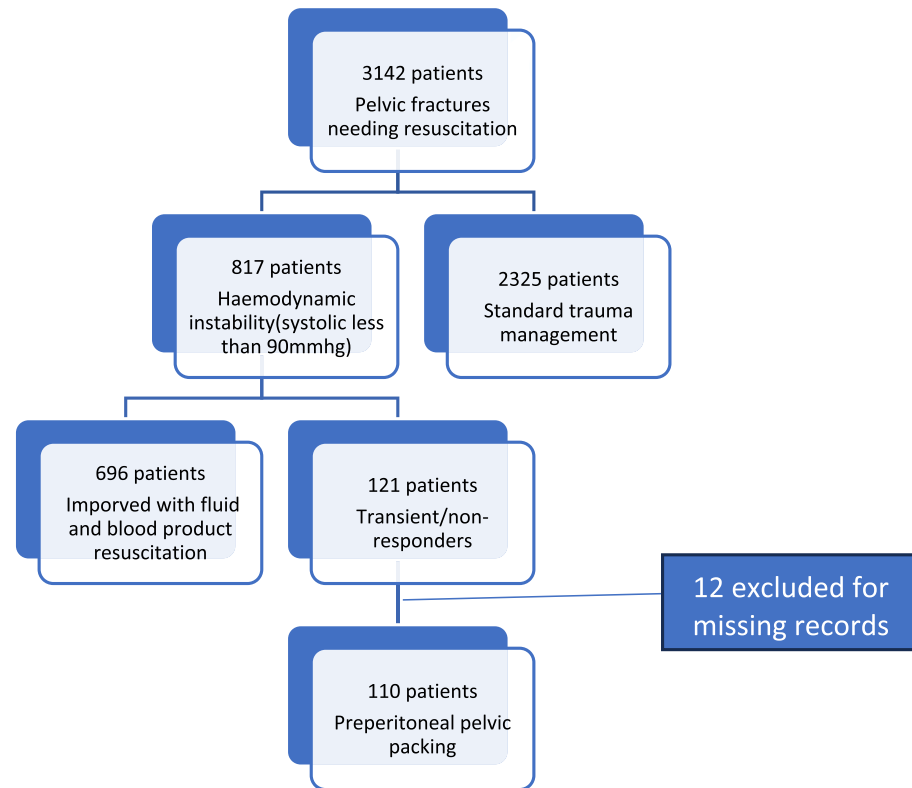 3142 patients
Pelvic fractures
needing resuscitation
817 patients
Haemodynamic
instability(systolic less
than 90mmhg)
2325 patients
Standard trauma
management
696 patients
Imporved with fluid
and blood product
resuscitation
121 patients
Transient/non-
responders
12 excluded for
missing records
110 patients
Preperitoneal pelvic
packing